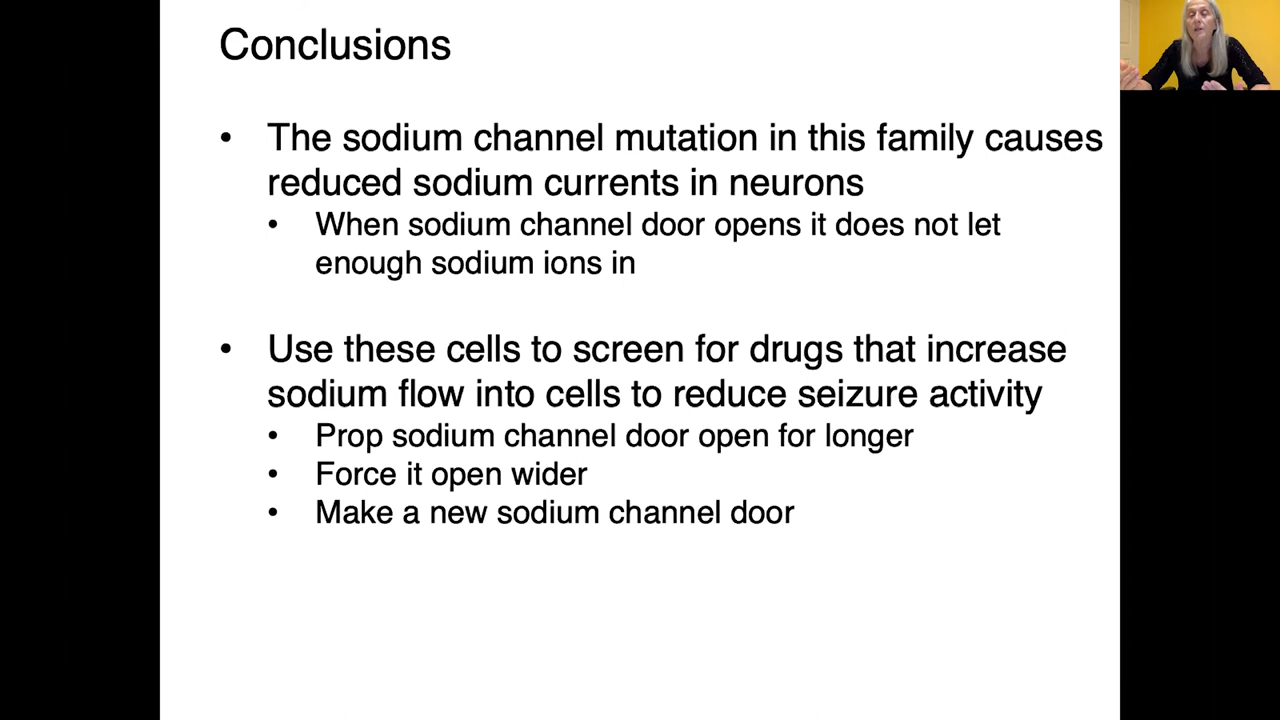 Conclusions
• The sodium channel mutation in this family causes
reduced sodium currents in neurons
• When sodium channel door opens it does not let
enough sodium ions in
• Use these cells to screen for drugs that increase
sodium flow into cells to reduce seizure activity
• Prop sodium channel door open for longer
• Force it open wider
• Make a new sodium channel door